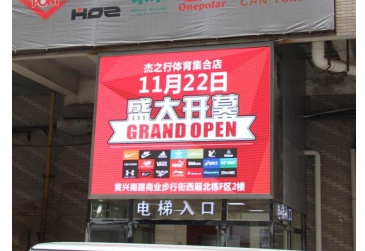 HOZ
Onepolar
杰之行体育集合店
11月22日
盛大开幕
GRAND OPEN
黄兴南路商业步行街西厢北栋F区2楼
电梯入口